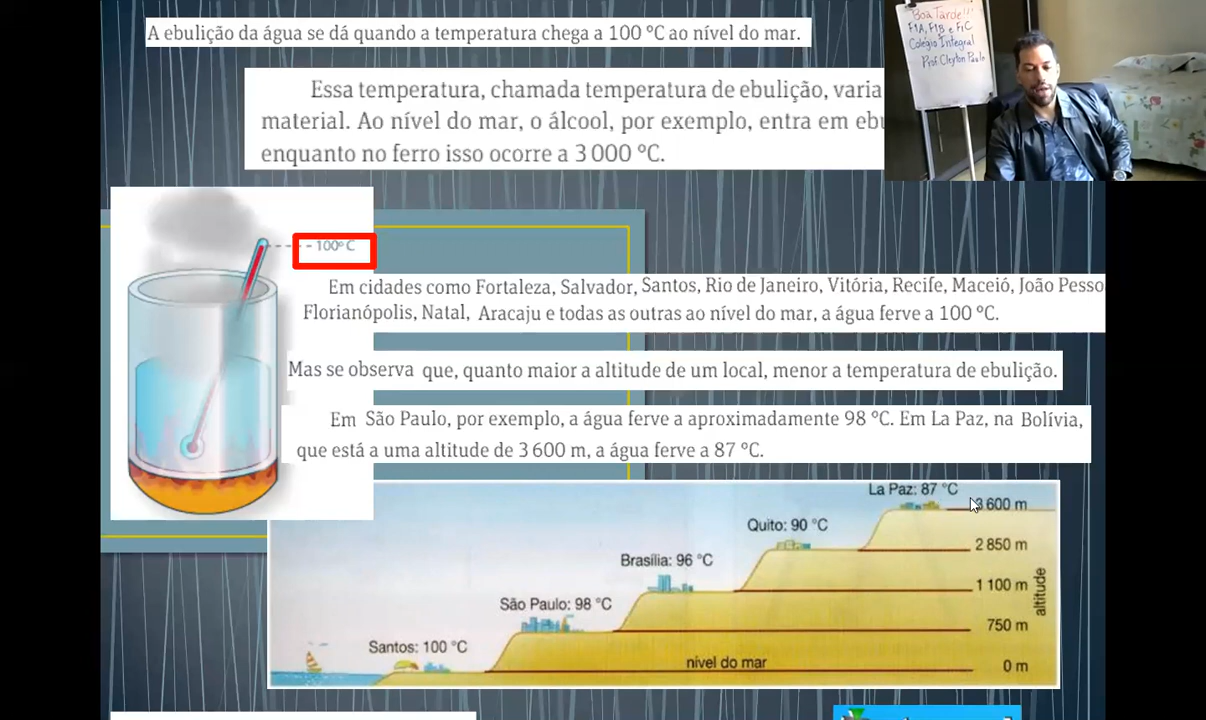 A ebulição da água se dá quando a temperatura chega a 100 °C ao nível do mar.
"Boa Tarde!!!"
F1A, F1B e F1C
Colégio Integral
Prof. Cleyton Paulo
Essa temperatura, chamada temperatura de ebulição, varia
material. Ao nível do mar, o álcool, por exemplo, entra em ebu
enquanto no ferro isso ocorre a 3 000 °C.
100° C
Em cidades como Fortaleza, Salvador, Santos, Rio de Janeiro, Vitória, Recife, Maceió, João Pesso
Florianópolis, Natal, Aracaju e todas as outras ao nível do mar, a água ferve a 100 °C.
Mas se observa que, quanto maior a altitude de um local, menor a temperatura de ebulição.
Em São Paulo, por exemplo, a água ferve a aproximadamente 98 °C. Em La Paz, na Bolívia,
que está a uma altitude de 3 600 m, a água ferve a 87 °C.
La Paz: 87 °C
3 600 m
Quito: 90 °C
2 850 m
Brasília: 96 °C
1 100 m
São Paulo: 98 °C
750 m
Santos: 100 °C
nível do mar
0 m
altitude